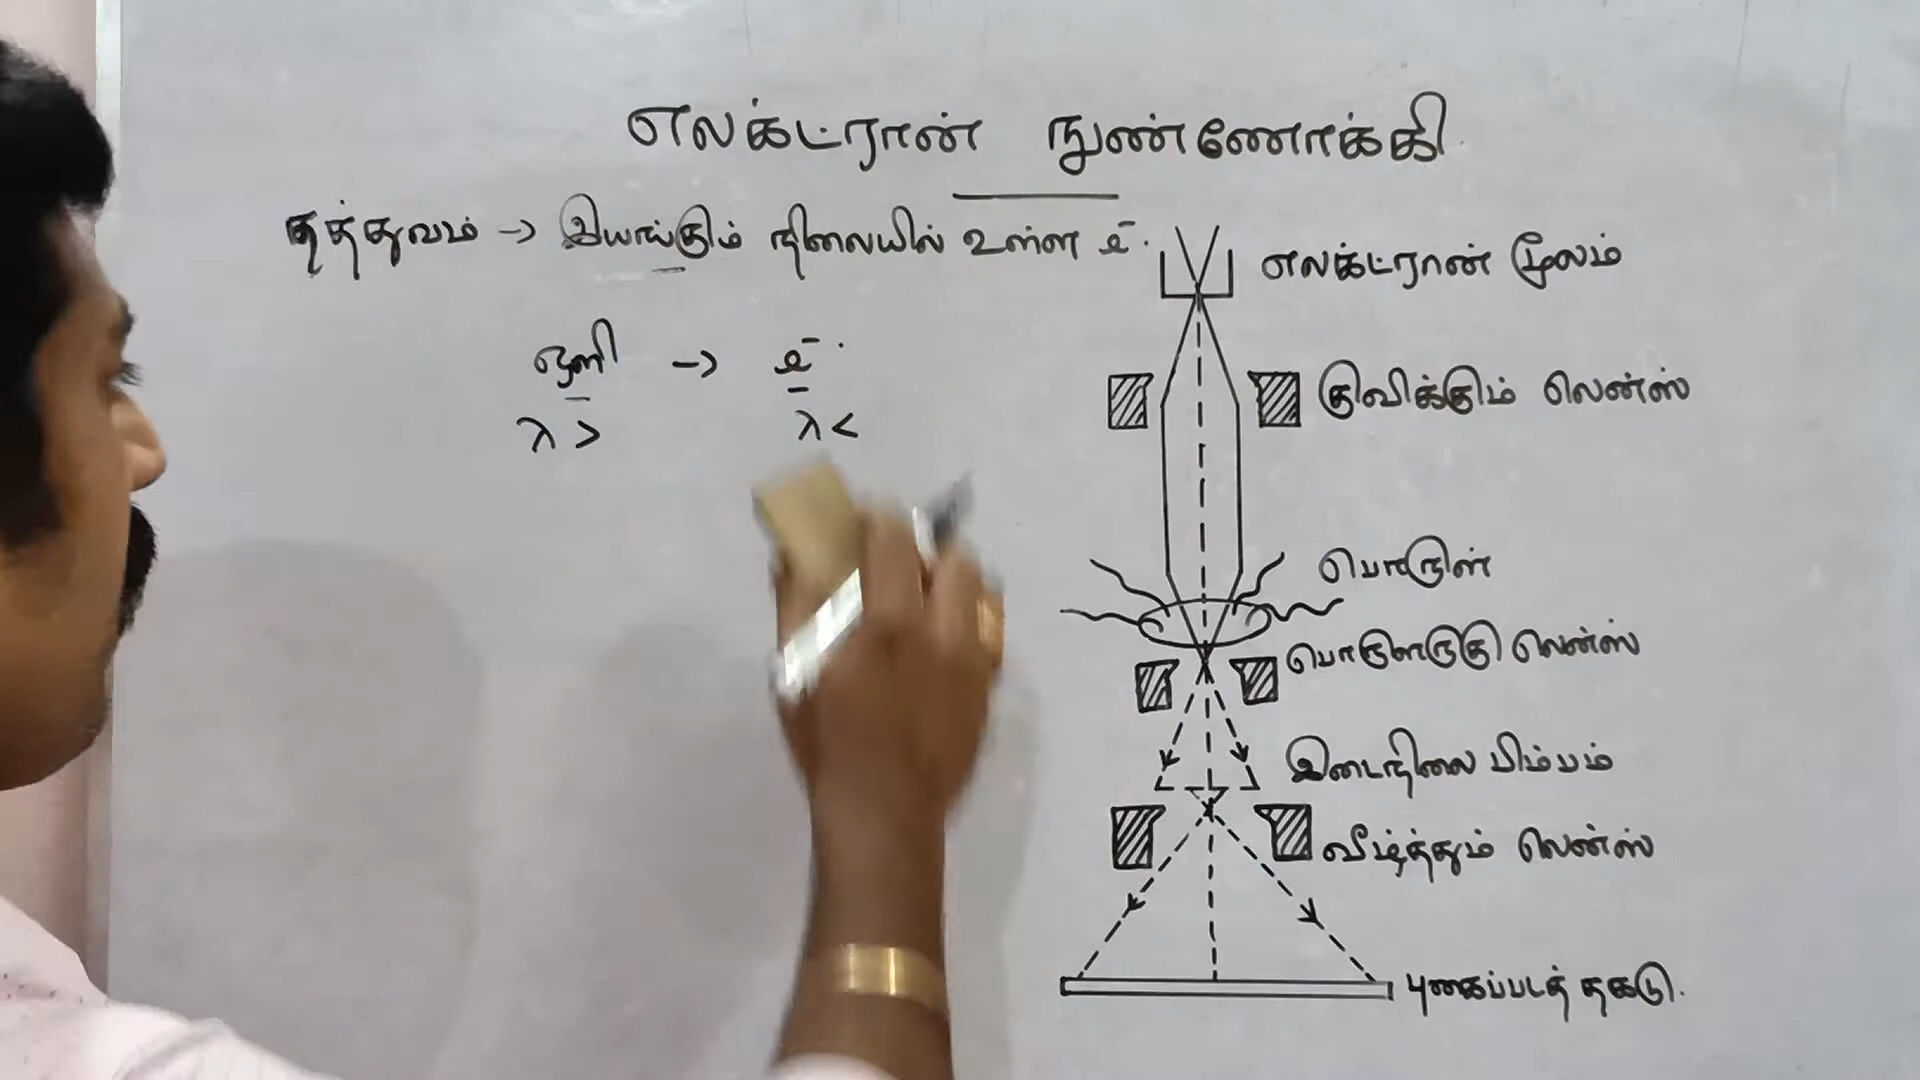 எலக்ட்ரான் நுண்ணோக்கி.
தத்துவம் -> இயங்கும் நிலையில் உள்ள e⁻.
ஒளி -> e⁻.
λ > λ <
எலக்ட்ரான் மூலம்
குவிக்கும் லென்ஸ்
பொருள்
பொருளருகு லென்ஸ்
இடைநிலை பிம்பம்
வீழ்த்தும் லென்ஸ்
புகைப்படத் தகடு.